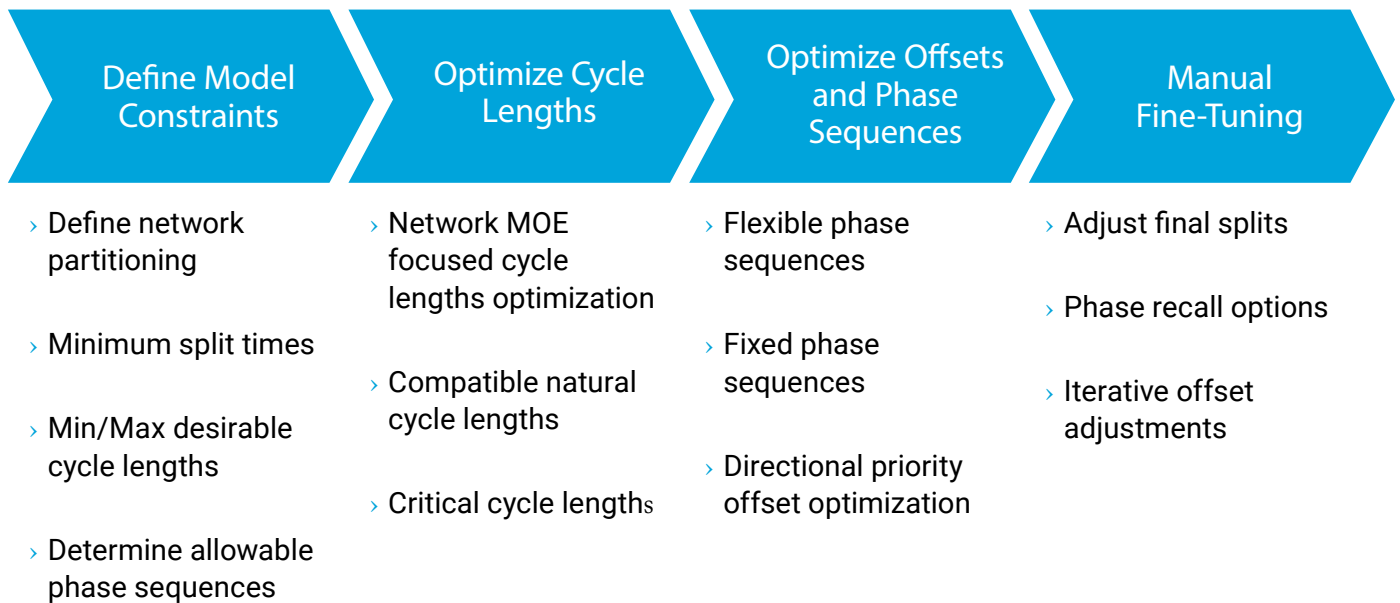 Define Model
Constraints
Optimize Cycle
Lengths
Optimize Offsets
and Phase
Sequences
Manual
Fine-Tuning
› Define network
partitioning
› Minimum split times
› Min/Max desirable
cycle lengths
› Determine allowable
phase sequences
› Network MOE
focused cycle
lengths optimization
› Compatible natural
cycle lengths
› Critical cycle lengths
› Flexible phase
sequences
› Fixed phase
sequences
› Directional priority
offset optimization
› Adjust final splits
› Phase recall options
› Iterative offset
adjustments